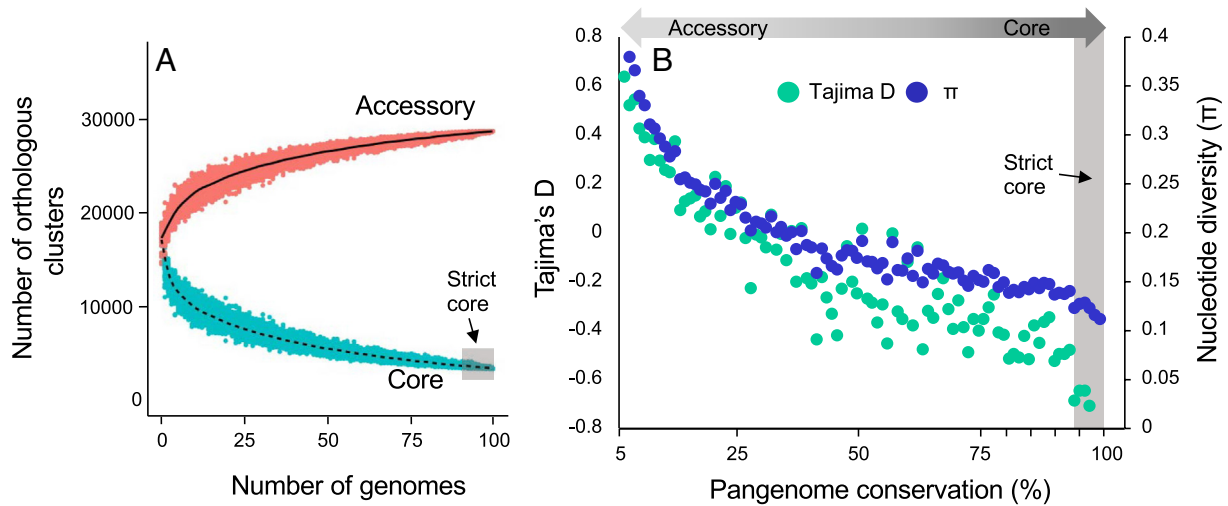 A
Number of orthologous
clusters
30000
20000
10000
0
Accessory
Core
Strict
core
0
25
50
75
100
Number of genomes
B
Accessory
Core
Tajima's D
0.8
0.6
0.4
0.2
0
-0.2
-0.4
-0.6
-0.8
Tajima D
π
Strict
core
0.4
0.35
0.3
0.25
0.2
0.15
0.1
0.05
0
Nucleotide diversity (π)
5
25
50
75
100
Pangenome conservation (%)